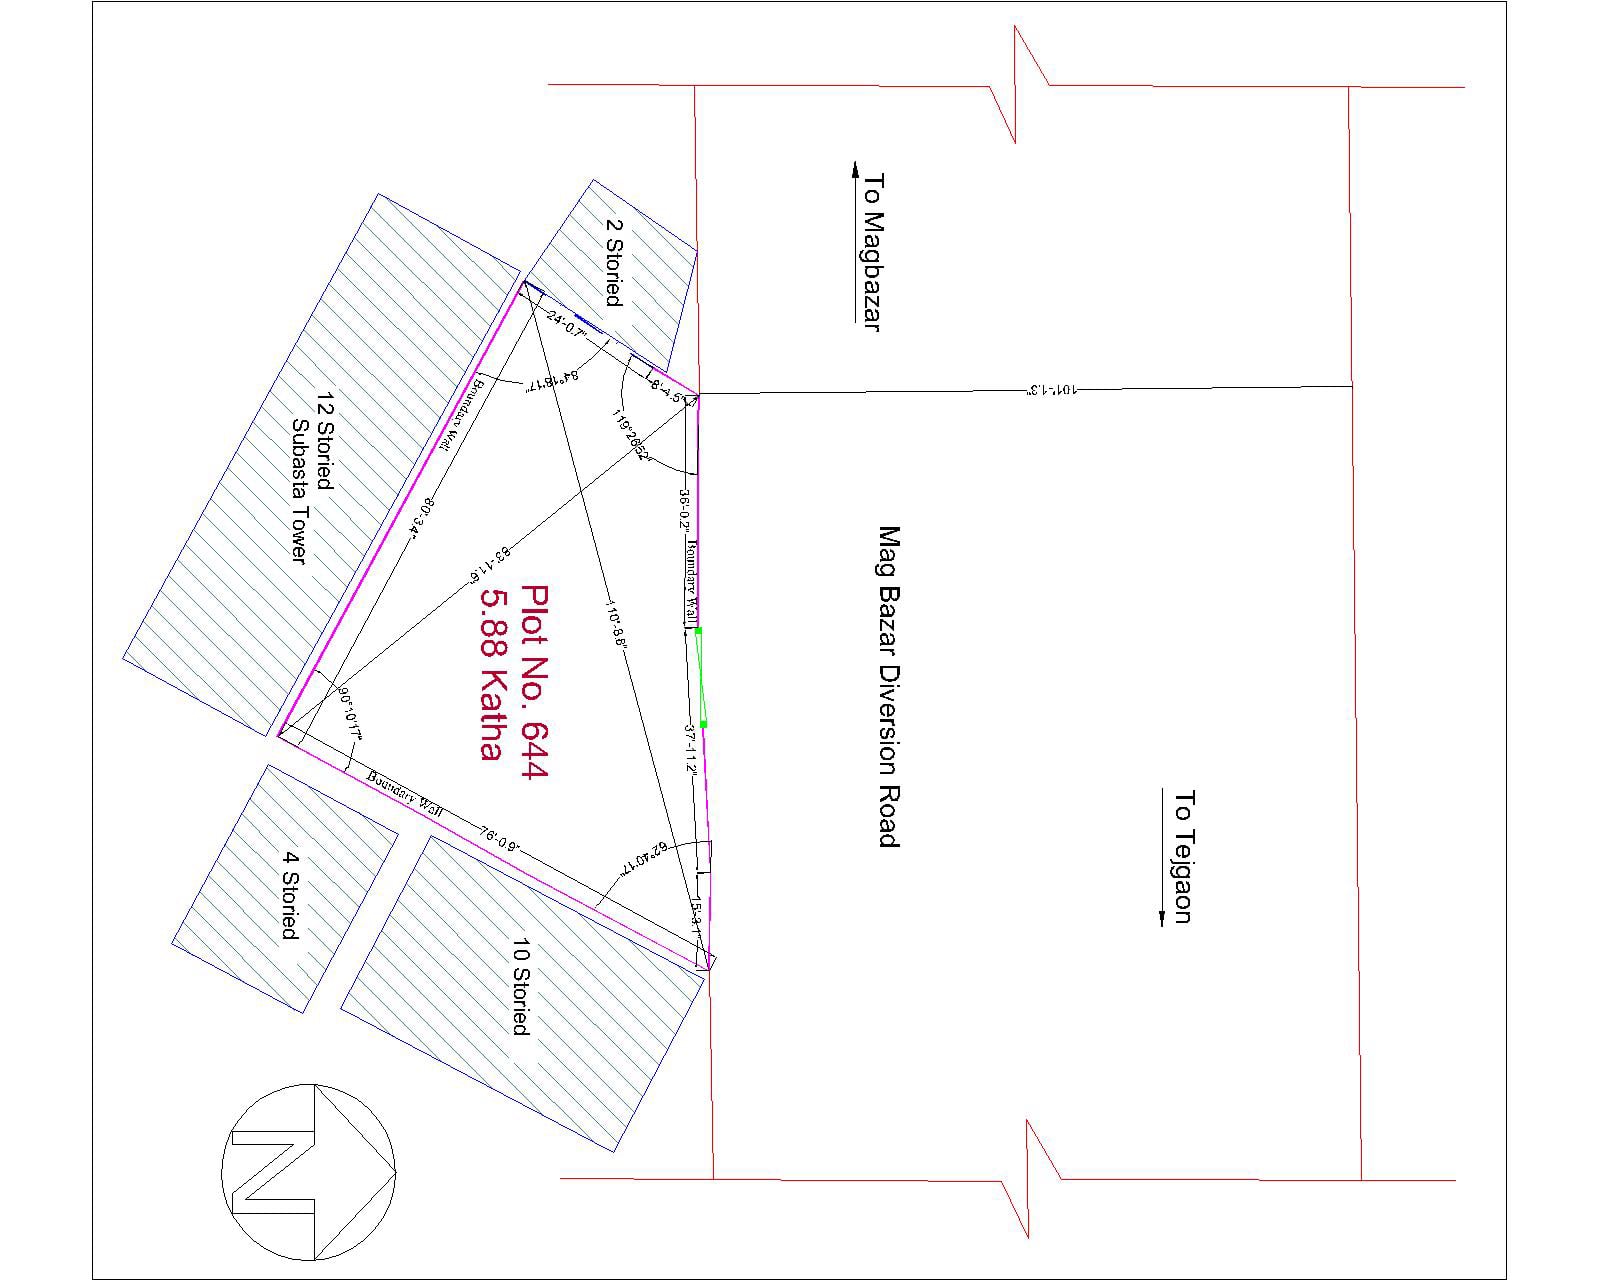 To Magbazar
2 Storied
24'-0.7"
8'-4.5"
84°18'17"
119°26'52"
101'-1.3"
Boundary Wall
12 Storied
Subasta Tower
80'-3.4"
36'-0.2"
Boundary Wall
83'-11.6"
110'-8.6"
Plot No. 644
5.88 Katha
Mag Bazar Diversion Road
37'-11.2"
90°10'17"
Boundary Wall
76'-0.9"
62°40'17"
15'-3.1"
To Tejgaon
4 Storied
10 Storied
N